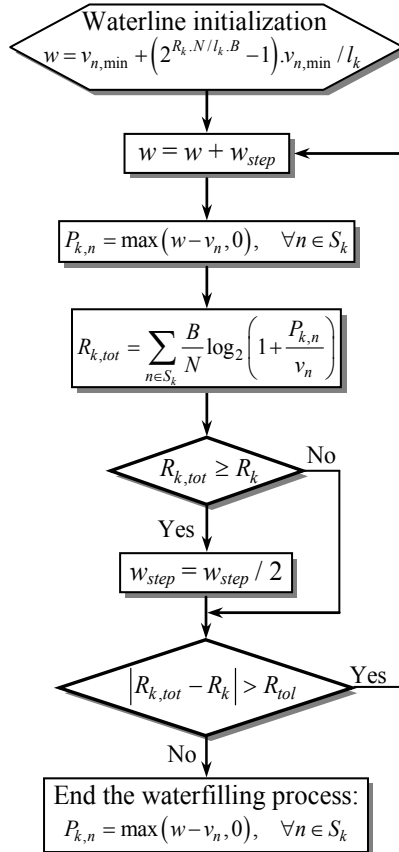 Waterline initialization
w = v_{n,min} + (2^{R_k.N/l_k.B} −1).v_{n,min} / l_k
w = w + w_{step}
P_{k,n} = max(w−v_n,0), ∀n ∈ S_k
R_{k,tot} = ∑_{n∈S_k} B/N log_2(1+ P_{k,n}/v_n)
R_{k,tot} ≥ R_k
No
Yes
w_{step} = w_{step} / 2
|R_{k,tot} − R_k| > R_{tol}
Yes
No
End the waterfilling process:
P_{k,n} = max(w−v_n,0), ∀n ∈ S_k